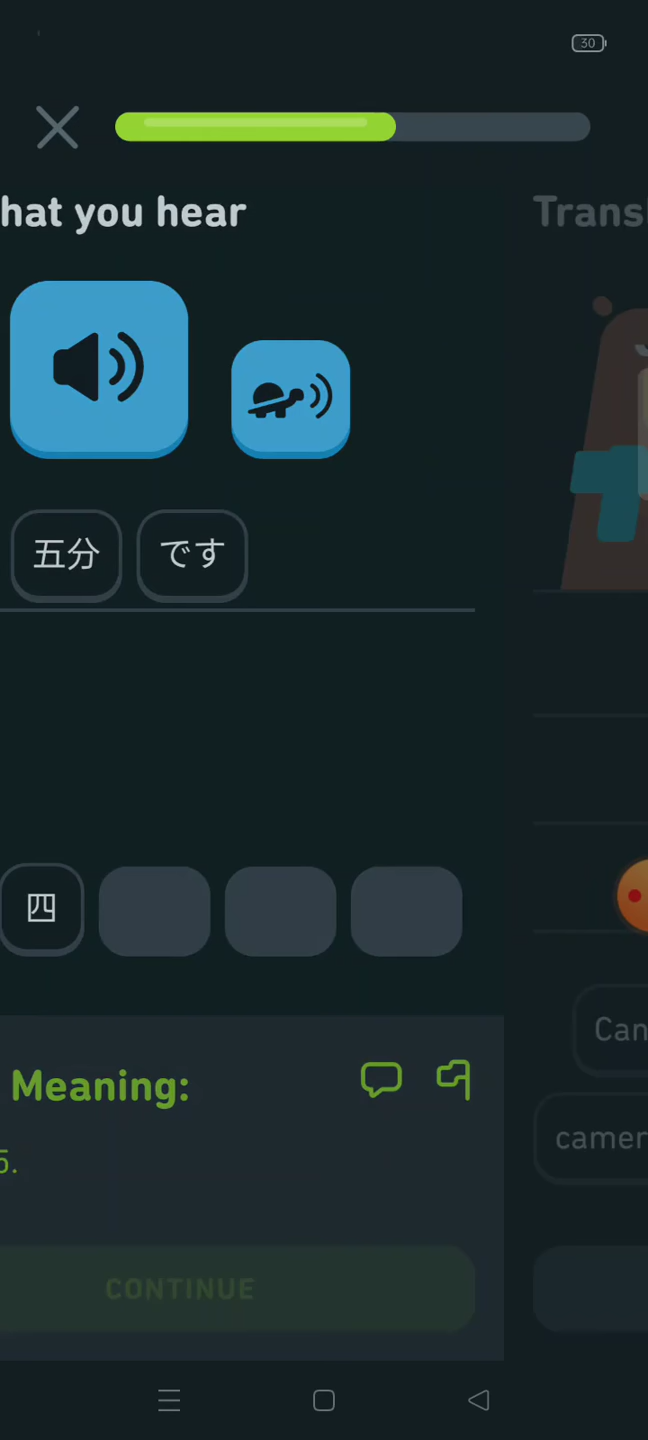 30
hat you hear
Trans
五分 です
四
Meaning:
5.
Can
camer
CONTINUE